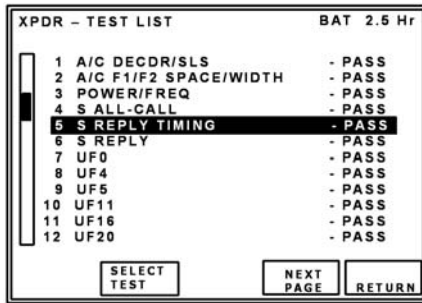 XPDR – TEST LIST BAT 2.5 Hr
1 A/C DECDR/SLS - PASS
2 A/C F1/F2 SPACE/WIDTH - PASS
3 POWER/FREQ - PASS
4 S ALL-CALL - PASS
5 S REPLY TIMING - PASS
6 S REPLY - PASS
7 UF0 - PASS
8 UF4 - PASS
9 UF5 - PASS
10 UF11 - PASS
11 UF16 - PASS
12 UF20 - PASS
SELECT TEST
NEXT PAGE
RETURN